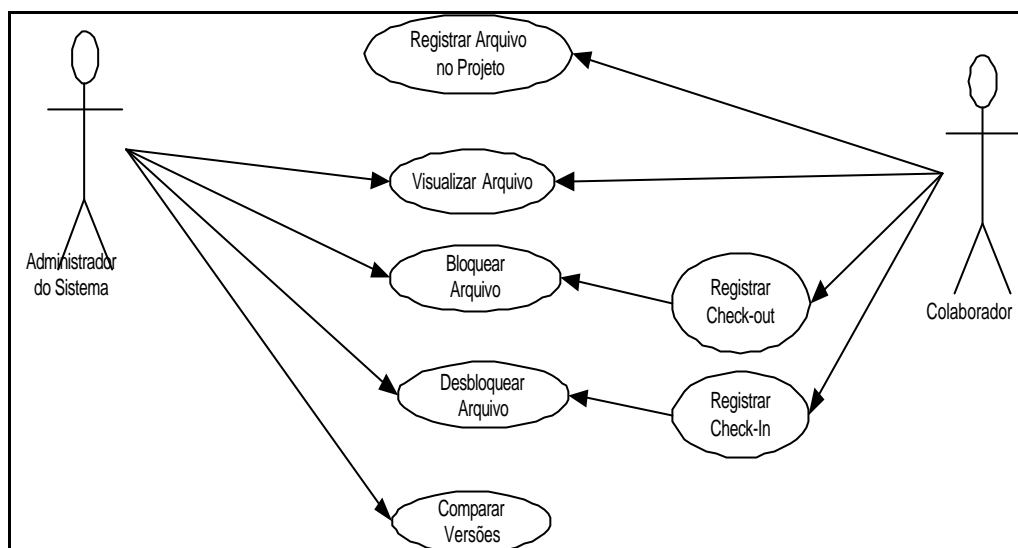 Registrar Arquivo
no Projeto
Visualizar Arquivo
Administrador
do Sistema
Bloquear
Arquivo
Registrar
Check-out
Colaborador
Desbloquear
Arquivo
Registrar
Check-In
Comparar
Versões